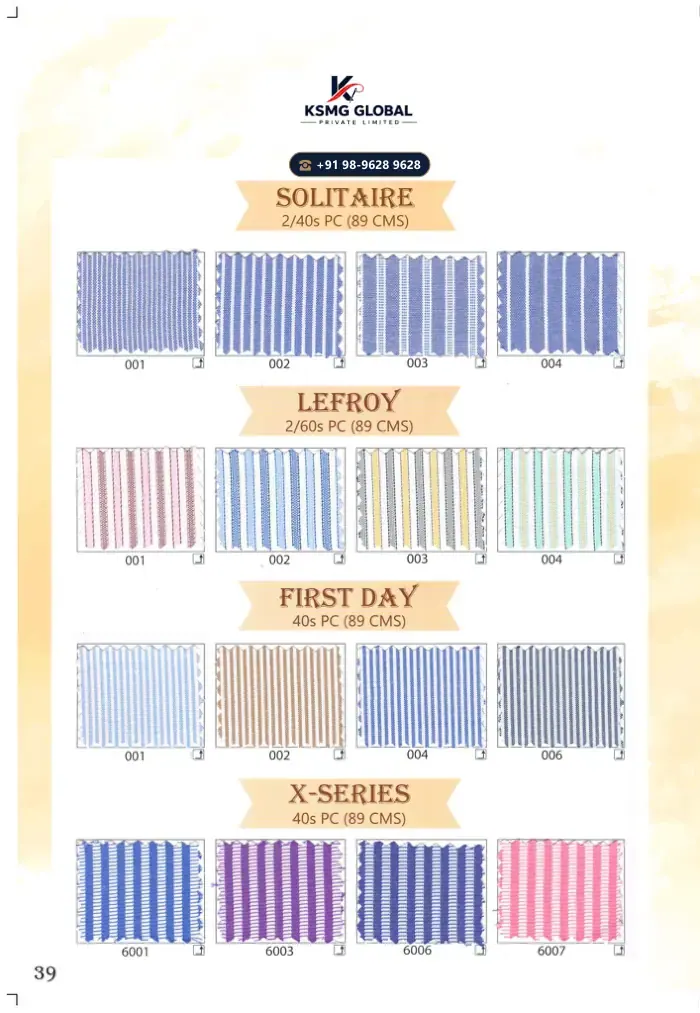 KSMG GLOBAL
PRIVATE LIMITED
+91 98-9628 9628
SOLITAIRE
2/40s PC (89 CMS)
001 002 003 004
LEFROY
2/60s PC (89 CMS)
001 002 003 004
FIRST DAY
40s PC (89 CMS)
001 002 004 006
X-SERIES
40s PC (89 CMS)
6001 6003 6006 6007
39